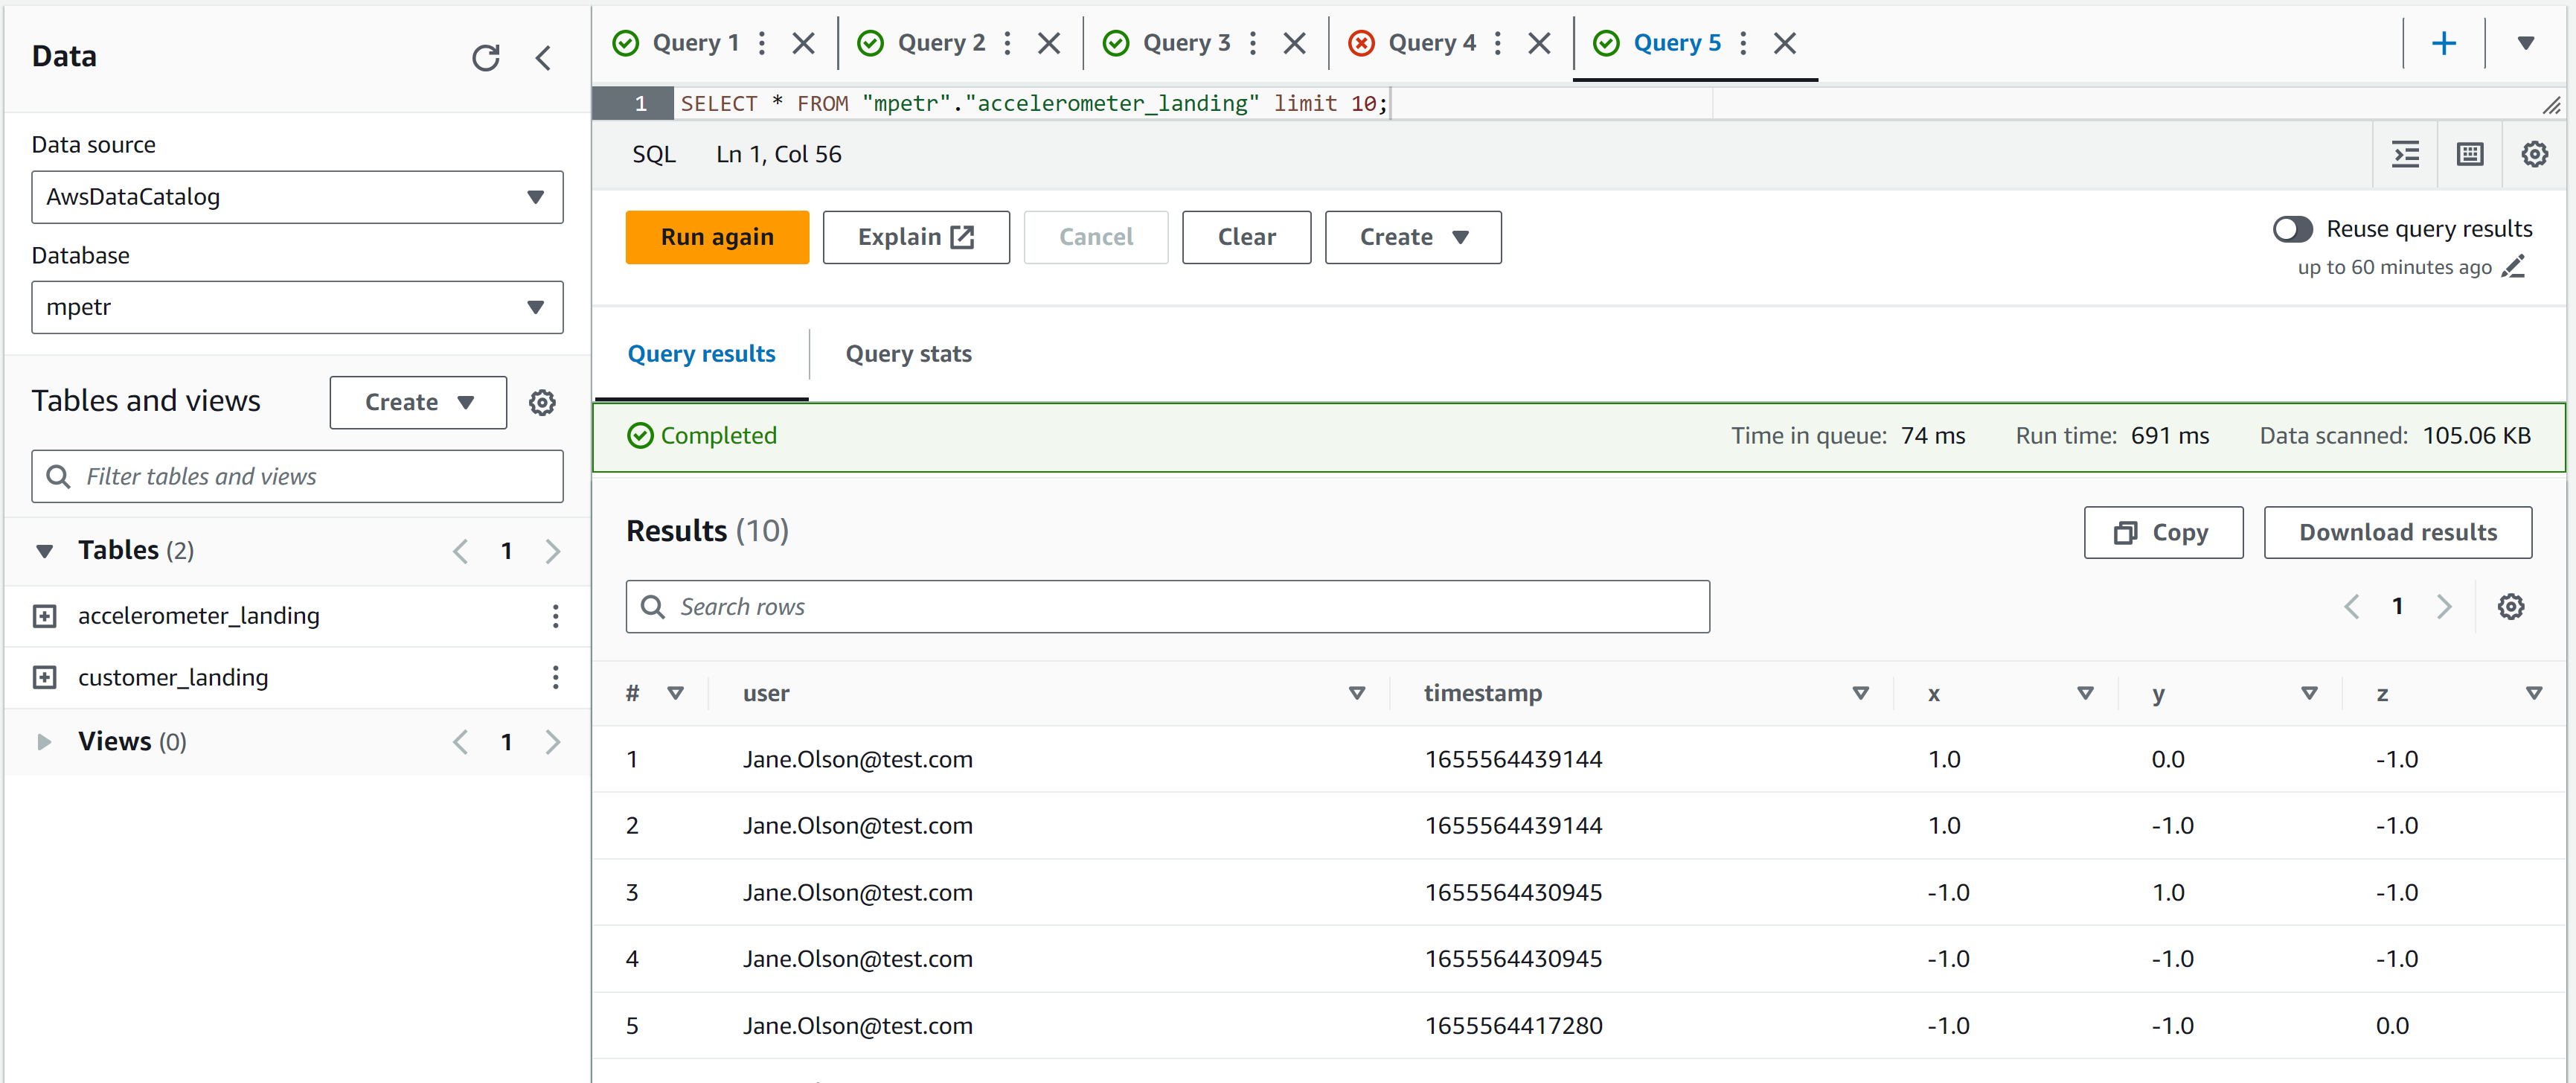 Data
Data source
AwsDataCatalog
Database
mpetr
Tables and views
Create
Filter tables and views
Tables (2)
1
accelerometer_landing
customer_landing
Views (0)
1
Query 1
Query 2
Query 3
Query 4
Query 5
1 SELECT * FROM "mpetr"."accelerometer_landing" limit 10;
SQL Ln 1, Col 56
Run again
Explain
Cancel
Clear
Create
Reuse query results
up to 60 minutes ago
Query results
Query stats
Completed
Time in queue: 74 ms
Run time: 691 ms
Data scanned: 105.06 KB
Results (10)
Copy
Download results
Search rows
1
# user timestamp x y z
1 Jane.Olson@test.com 1655564439144 1.0 0.0 -1.0
2 Jane.Olson@test.com 1655564439144 1.0 -1.0 -1.0
3 Jane.Olson@test.com 1655564430945 -1.0 1.0 -1.0
4 Jane.Olson@test.com 1655564430945 -1.0 -1.0 -1.0
5 Jane.Olson@test.com 1655564417280 -1.0 -1.0 0.0